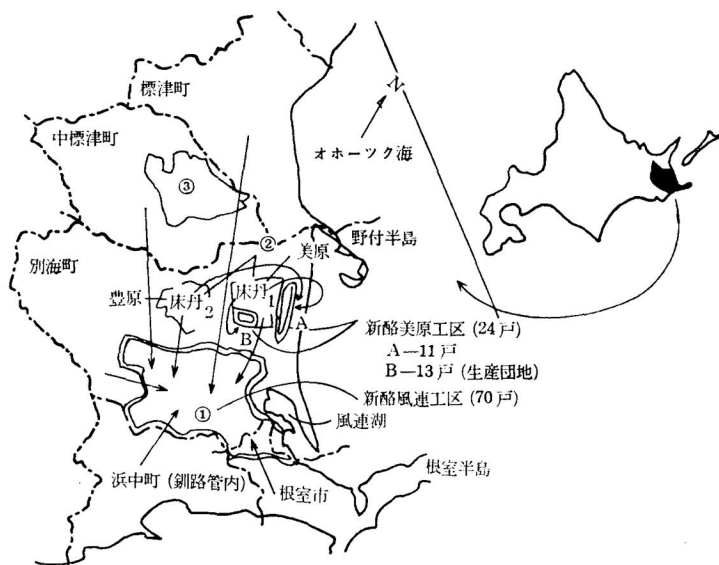 標津町
中標津町
N
オホーツク海
③
②
野付半島
別海町
美原
豊原
床丹2
床丹1
A
B
新酪美原工区 (24戸)
A―11戸
B―13戸 (生産団地)
①
新酪風連工区 (70戸)
風連湖
浜中町 (釧路管内)
根室市
根室半島